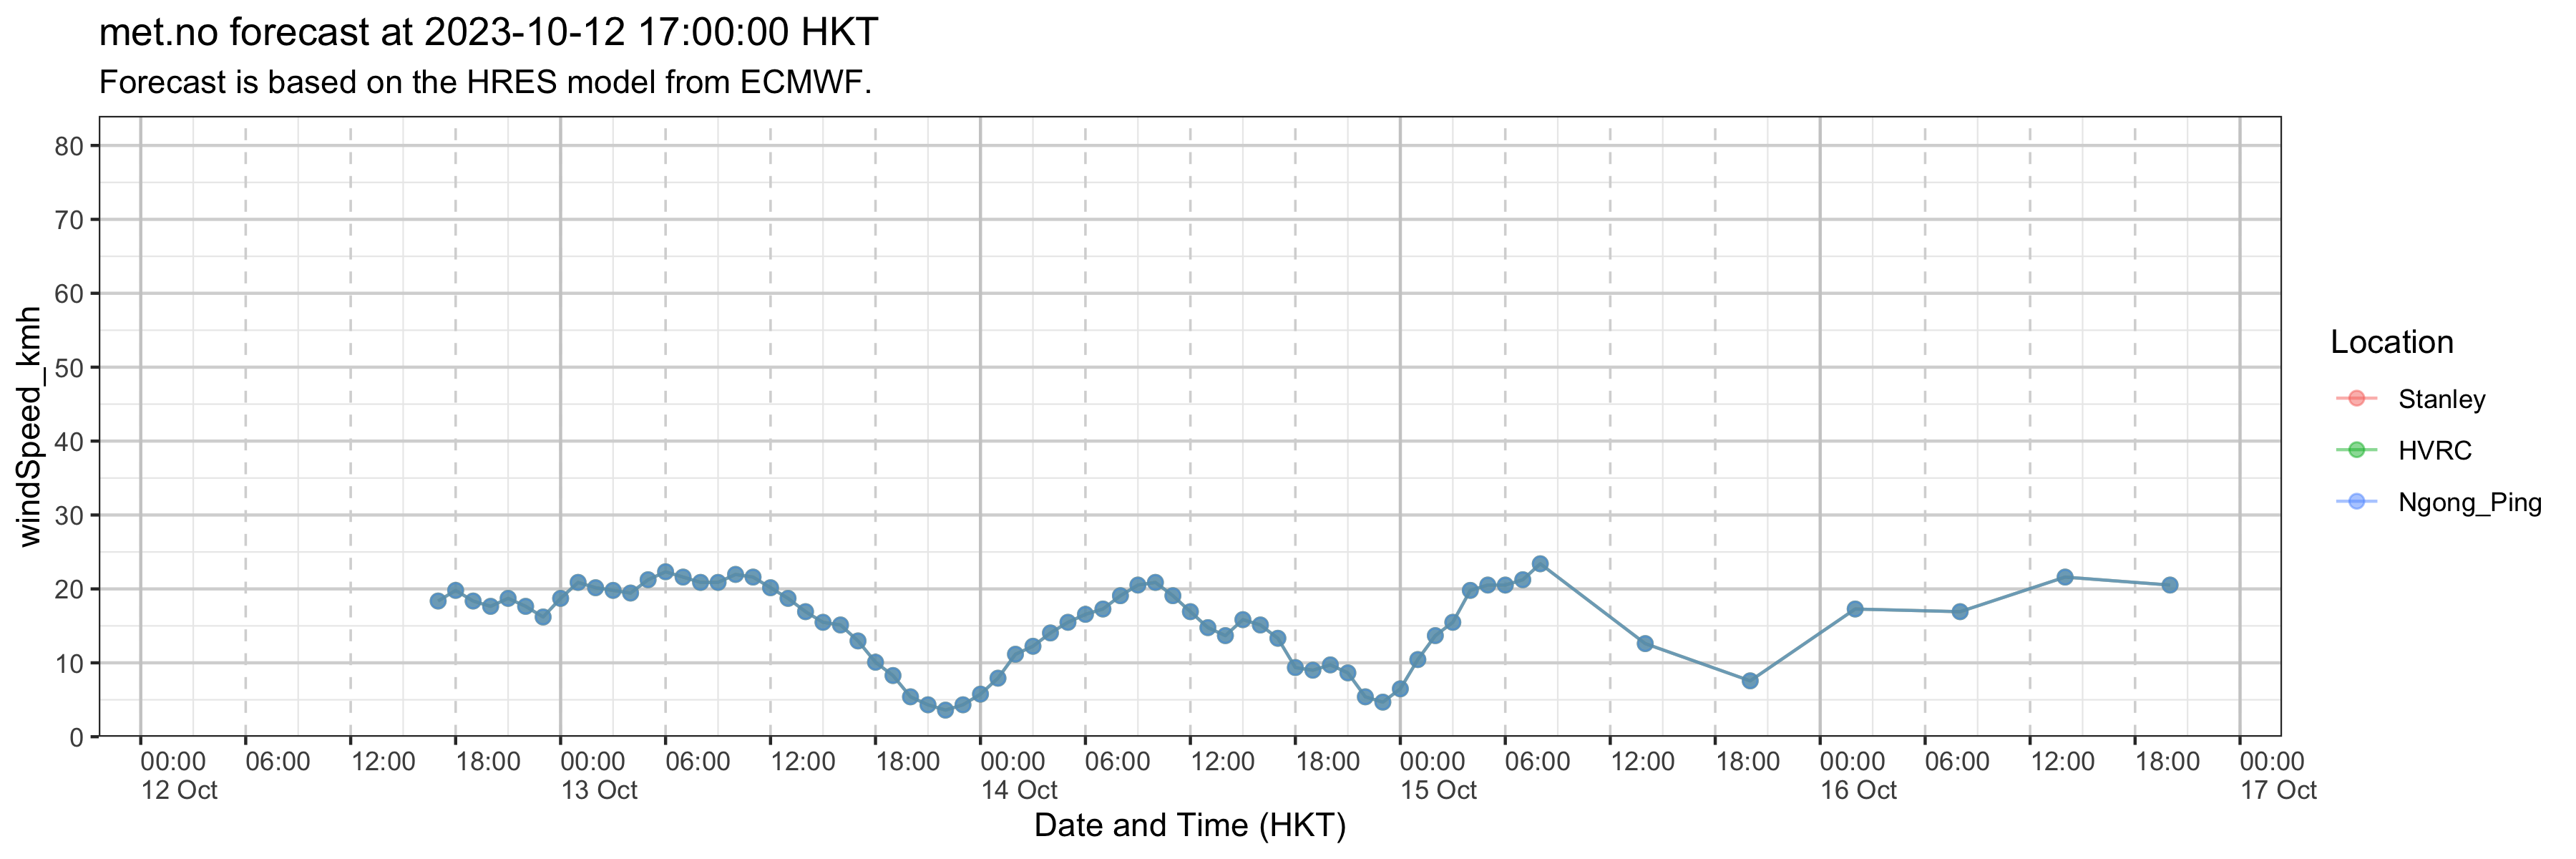 met.no forecast at 2023-10-12 17:00:00 HKT
Forecast is based on the HRES model from ECMWF.
windSpeed_kmh
80
70
60
50
40
30
20
10
0
00:00 06:00 12:00 18:00 00:00 06:00 12:00 18:00 00:00 06:00 12:00 18:00 00:00 06:00 12:00 18:00 00:00 06:00 12:00 18:00 00:00
12 Oct 13 Oct 14 Oct 15 Oct 16 Oct 17 Oct
Date and Time (HKT)
Location
Stanley
HVRC
Ngong_Ping